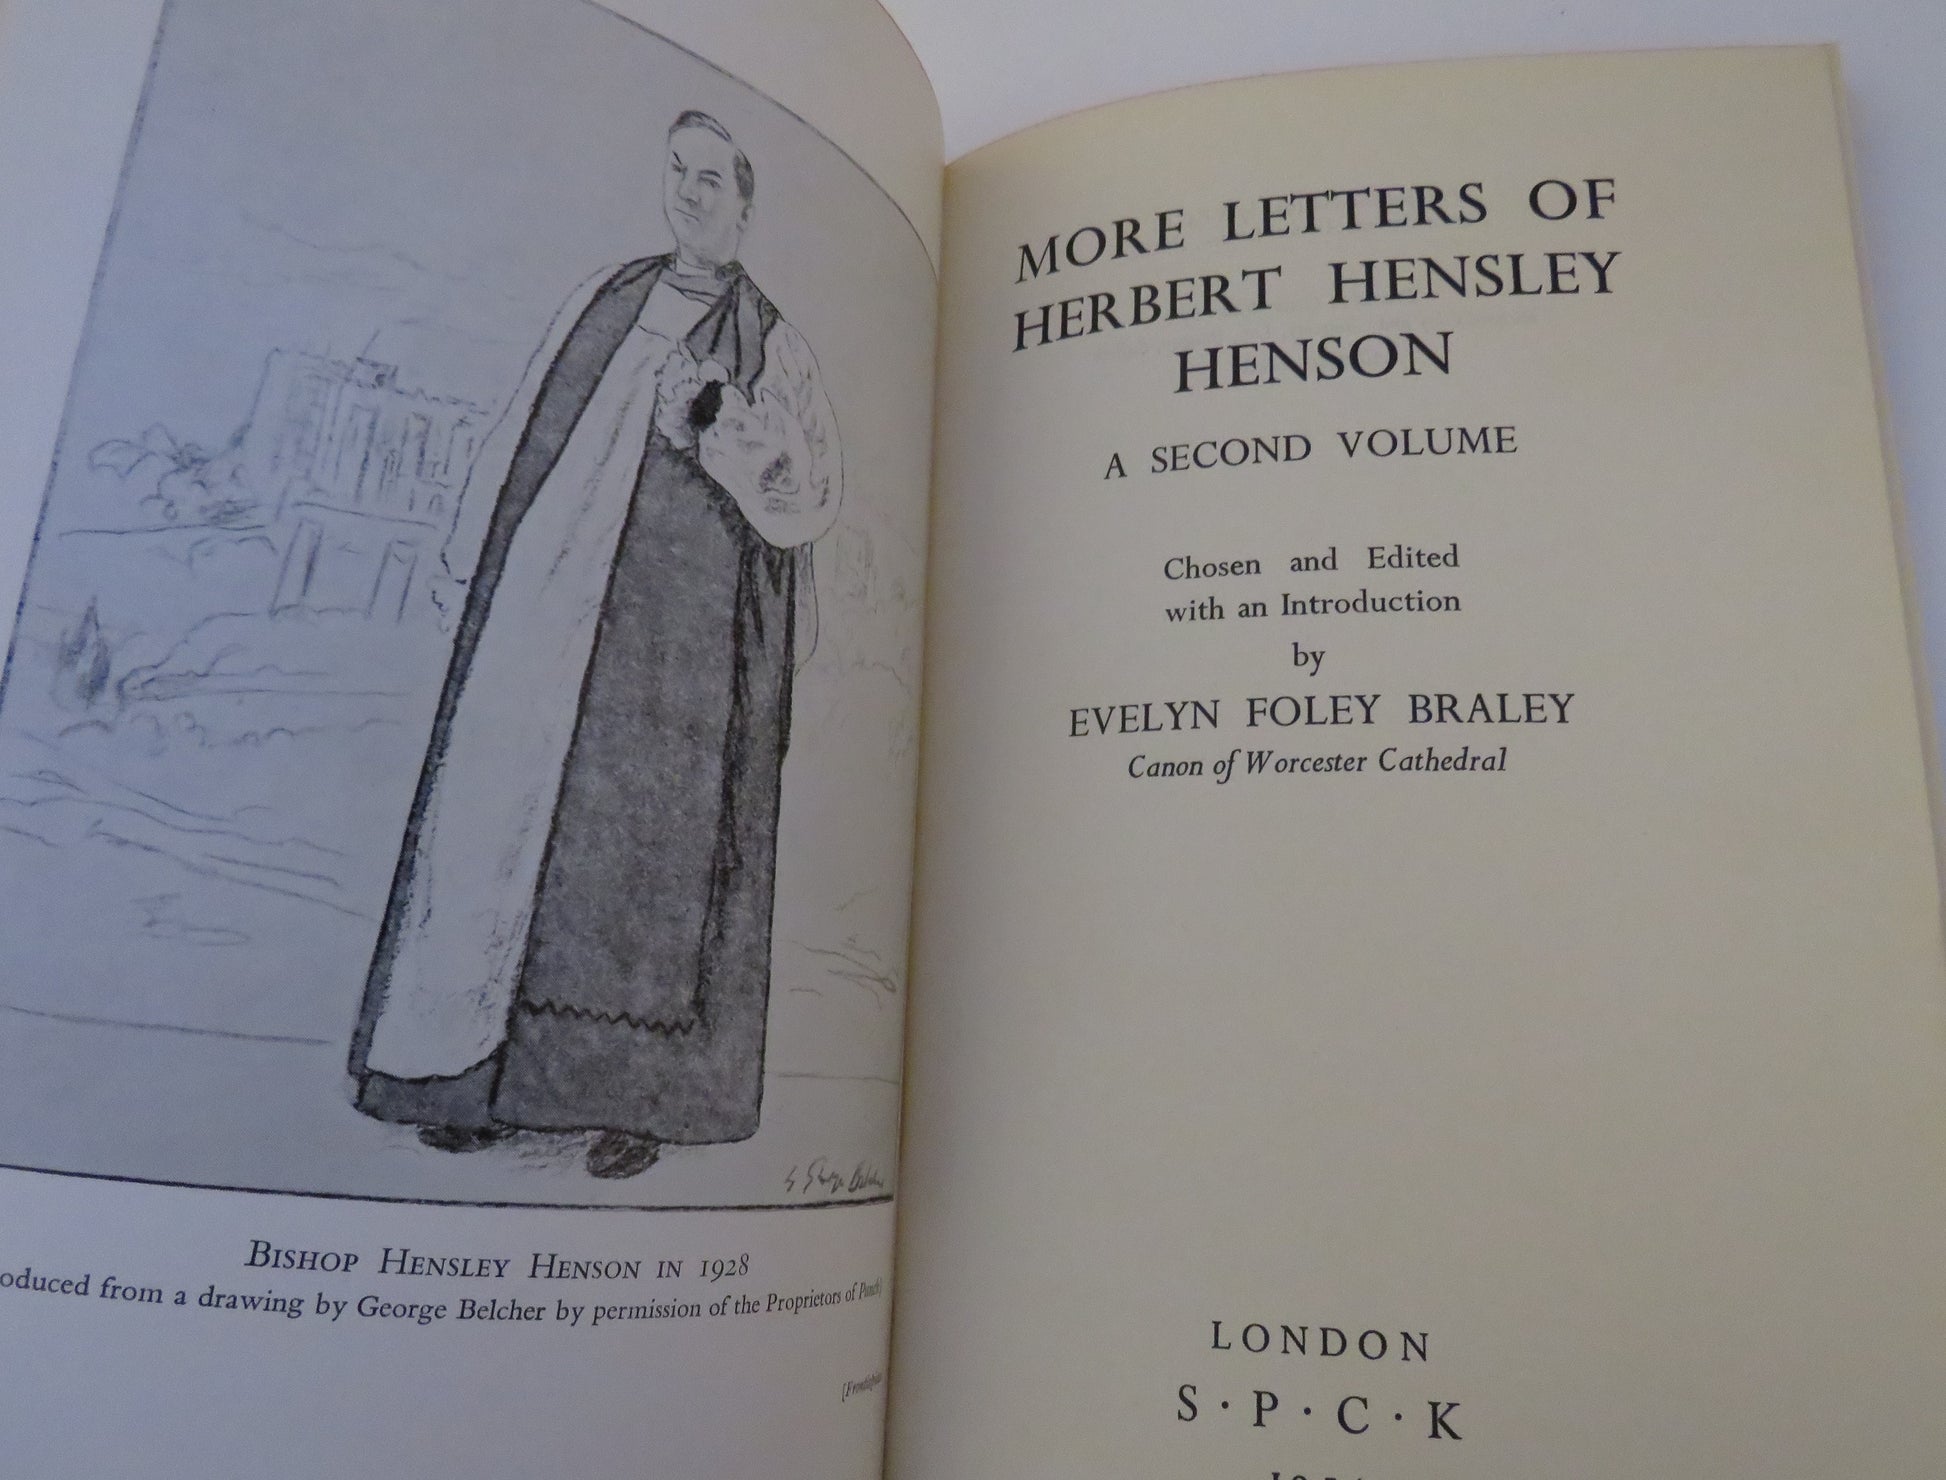 BISHOP HENSLEY HENSON IN 1928
oduced from a drawing by George Belcher by permission of the Proprietors of Punch)
MORE LETTERS OF
HERBERT HENSLEY
HENSON
A SECOND VOLUME
Chosen and Edited
with an Introduction
by
EVELYN FOLEY BRALEY
Canon of Worcester Cathedral
LONDON
S · P · C · K